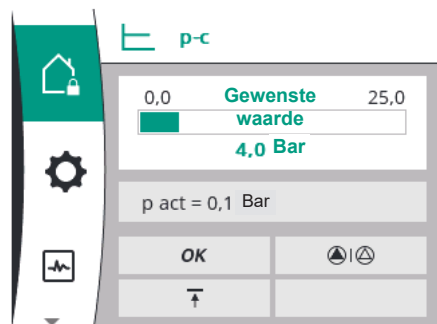 p-c
0,0 Gewenste 25,0
waarde
4,0 Bar
p act = 0,1 Bar
OK